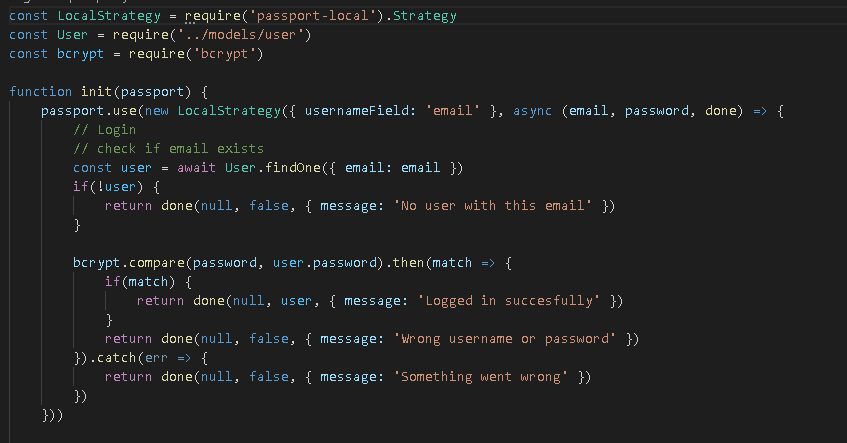 const LocalStrategy = require('passport-local').Strategy
const User = require('../models/user')
const bcrypt = require('bcrypt')

function init(passport) {
    passport.use(new LocalStrategy({ usernameField: 'email' }, async (email, password, done) => {
        // Login
        // check if email exists
        const user = await User.findOne({ email: email })
        if(!user) {
            return done(null, false, { message: 'No user with this email' })
        }

        bcrypt.compare(password, user.password).then(match => {
            if(match) {
                return done(null, user, { message: 'Logged in succesfully' })
            }
            return done(null, false, { message: 'Wrong username or password' })
        }).catch(err => {
            return done(null, false, { message: 'Something went wrong' })
        })
    }))